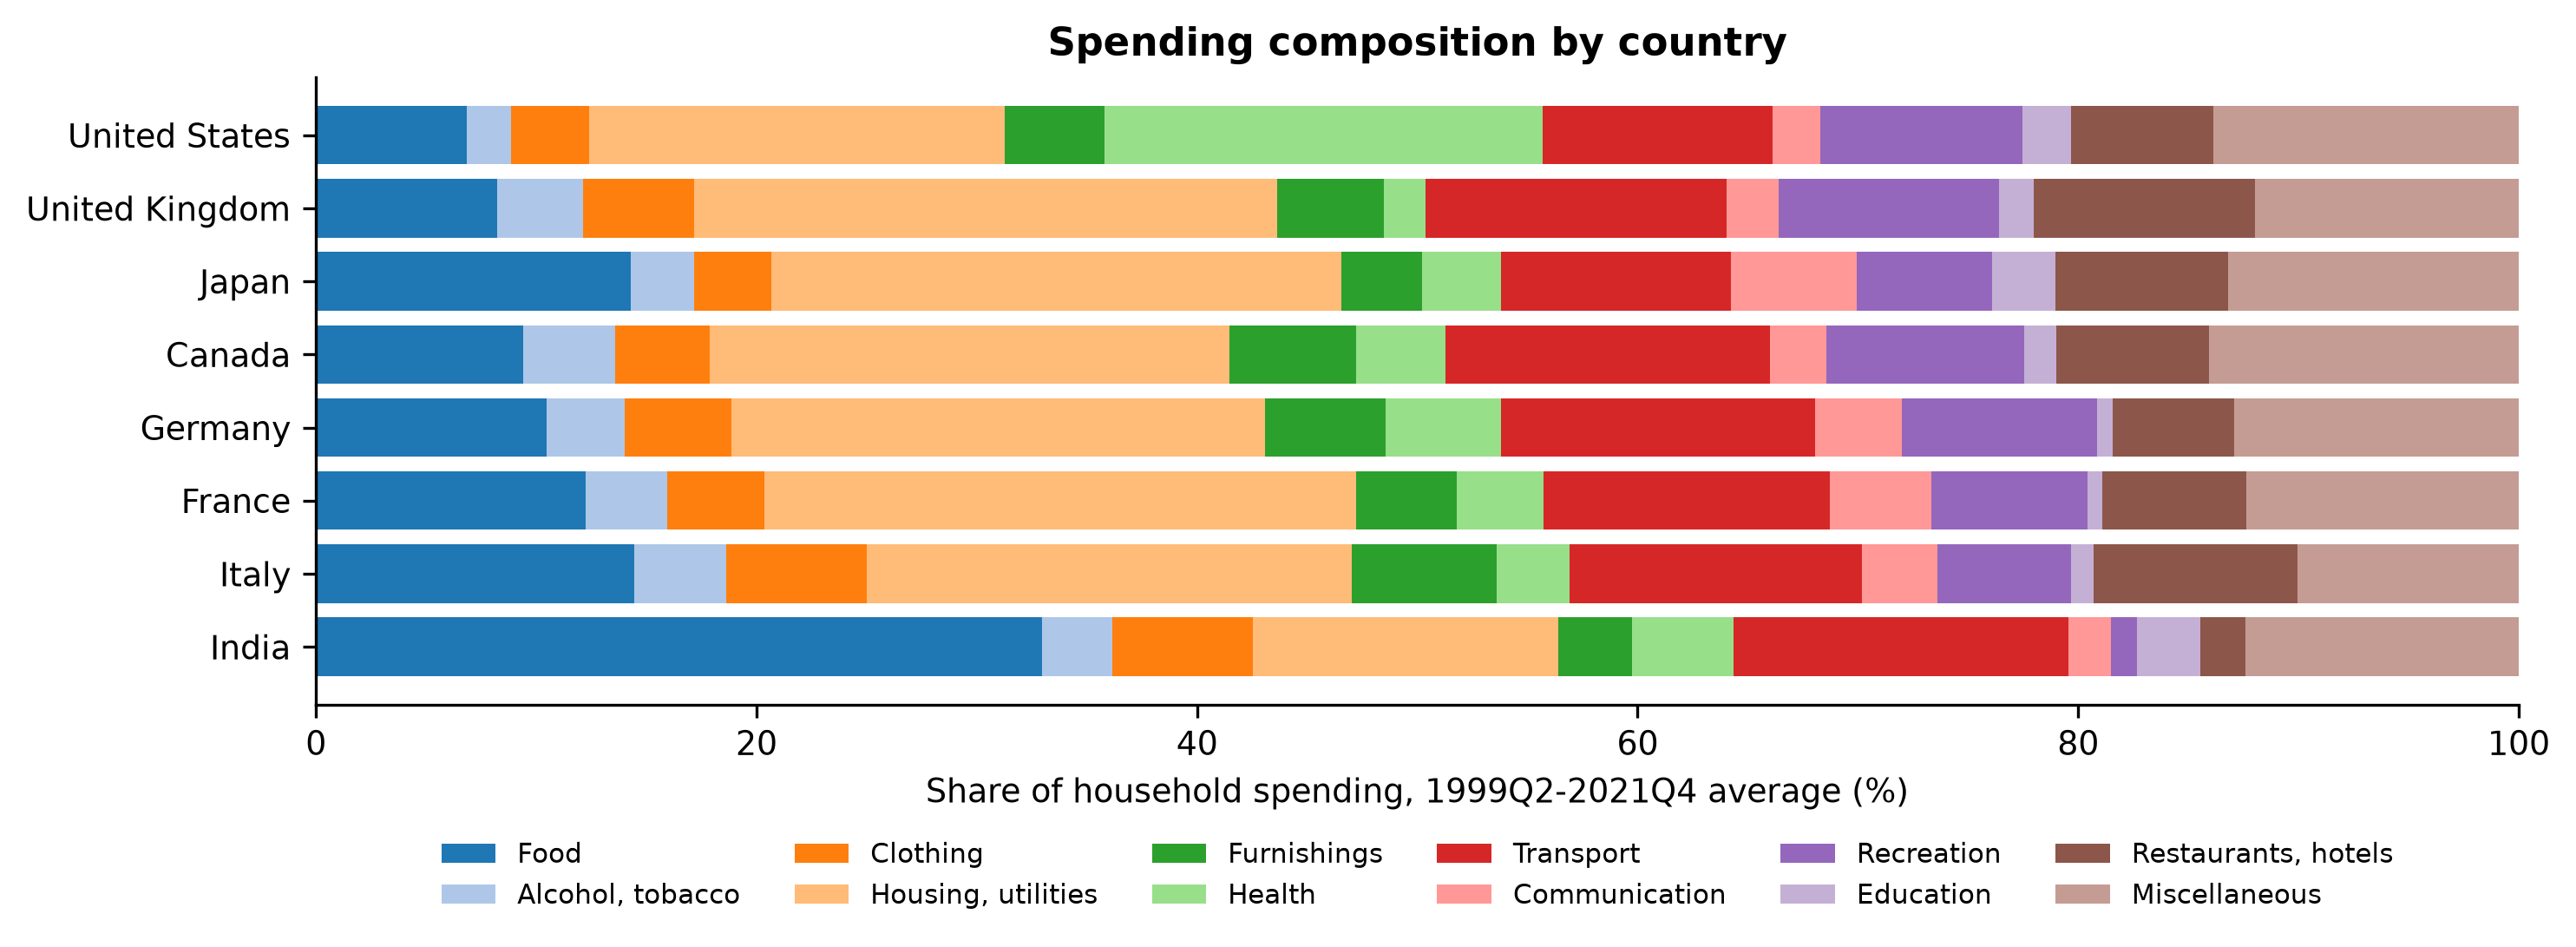 Spending composition by country
United States
United Kingdom
Japan
Canada
Germany
France
Italy
India
0 20 40 60 80 100
Share of household spending, 1999Q2-2021Q4 average (%)
Food Clothing Furnishings Transport Recreation Restaurants, hotels
Alcohol, tobacco Housing, utilities Health Communication Education Miscellaneous